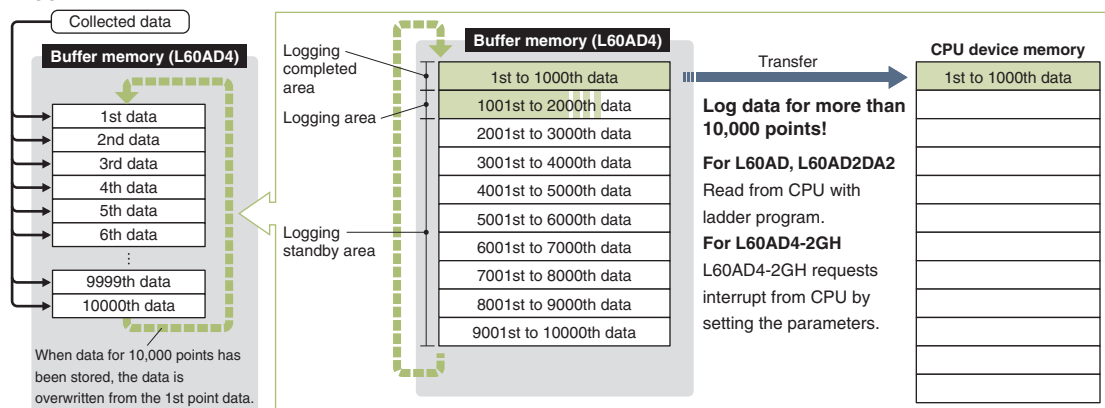 Collected data
Buffer memory (L60AD4)
1st data
2nd data
3rd data
4th data
5th data
6th data
⋮
9999th data
10000th data
When data for 10,000 points has
been stored, the data is
overwritten from the 1st point data.
Logging
completed
area
Logging area
Logging
standby area
Buffer memory (L60AD4)
1st to 1000th data
1001st to 2000th data
2001st to 3000th data
3001st to 4000th data
4001st to 5000th data
5001st to 6000th data
6001st to 7000th data
7001st to 8000th data
8001st to 9000th data
9001st to 10000th data
Transfer
Log data for more than
10,000 points!
For L60AD, L60AD2DA2
Read from CPU with
ladder program.
For L60AD4-2GH
L60AD4-2GH requests
interrupt from CPU by
setting the parameters.
CPU device memory
1st to 1000th data